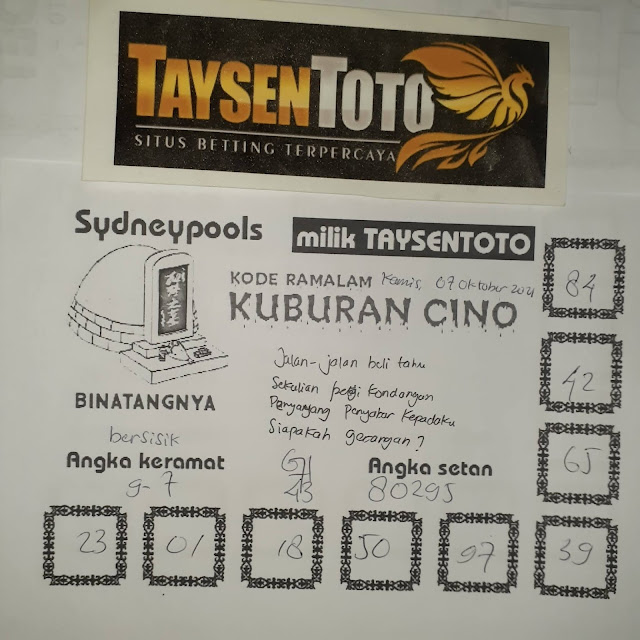 TAYSENTOTO
SITUS BETTING TERPERCAYA
Sydneypools
milik TAYSENTOTO
KODE RAMALAM Kamis, 07 Oktober 2021
KUBURAN CINO
84
Jalan-jalan beli tahu
Sekalian pergi kondangan
Penyayang Penyabar Kepadaku
Siapakah gerangan?
42
BINATANGNYA
bersisik
Angka keramat
9-7
43
Angka setan
80295
65
23
01
18
50
97
39